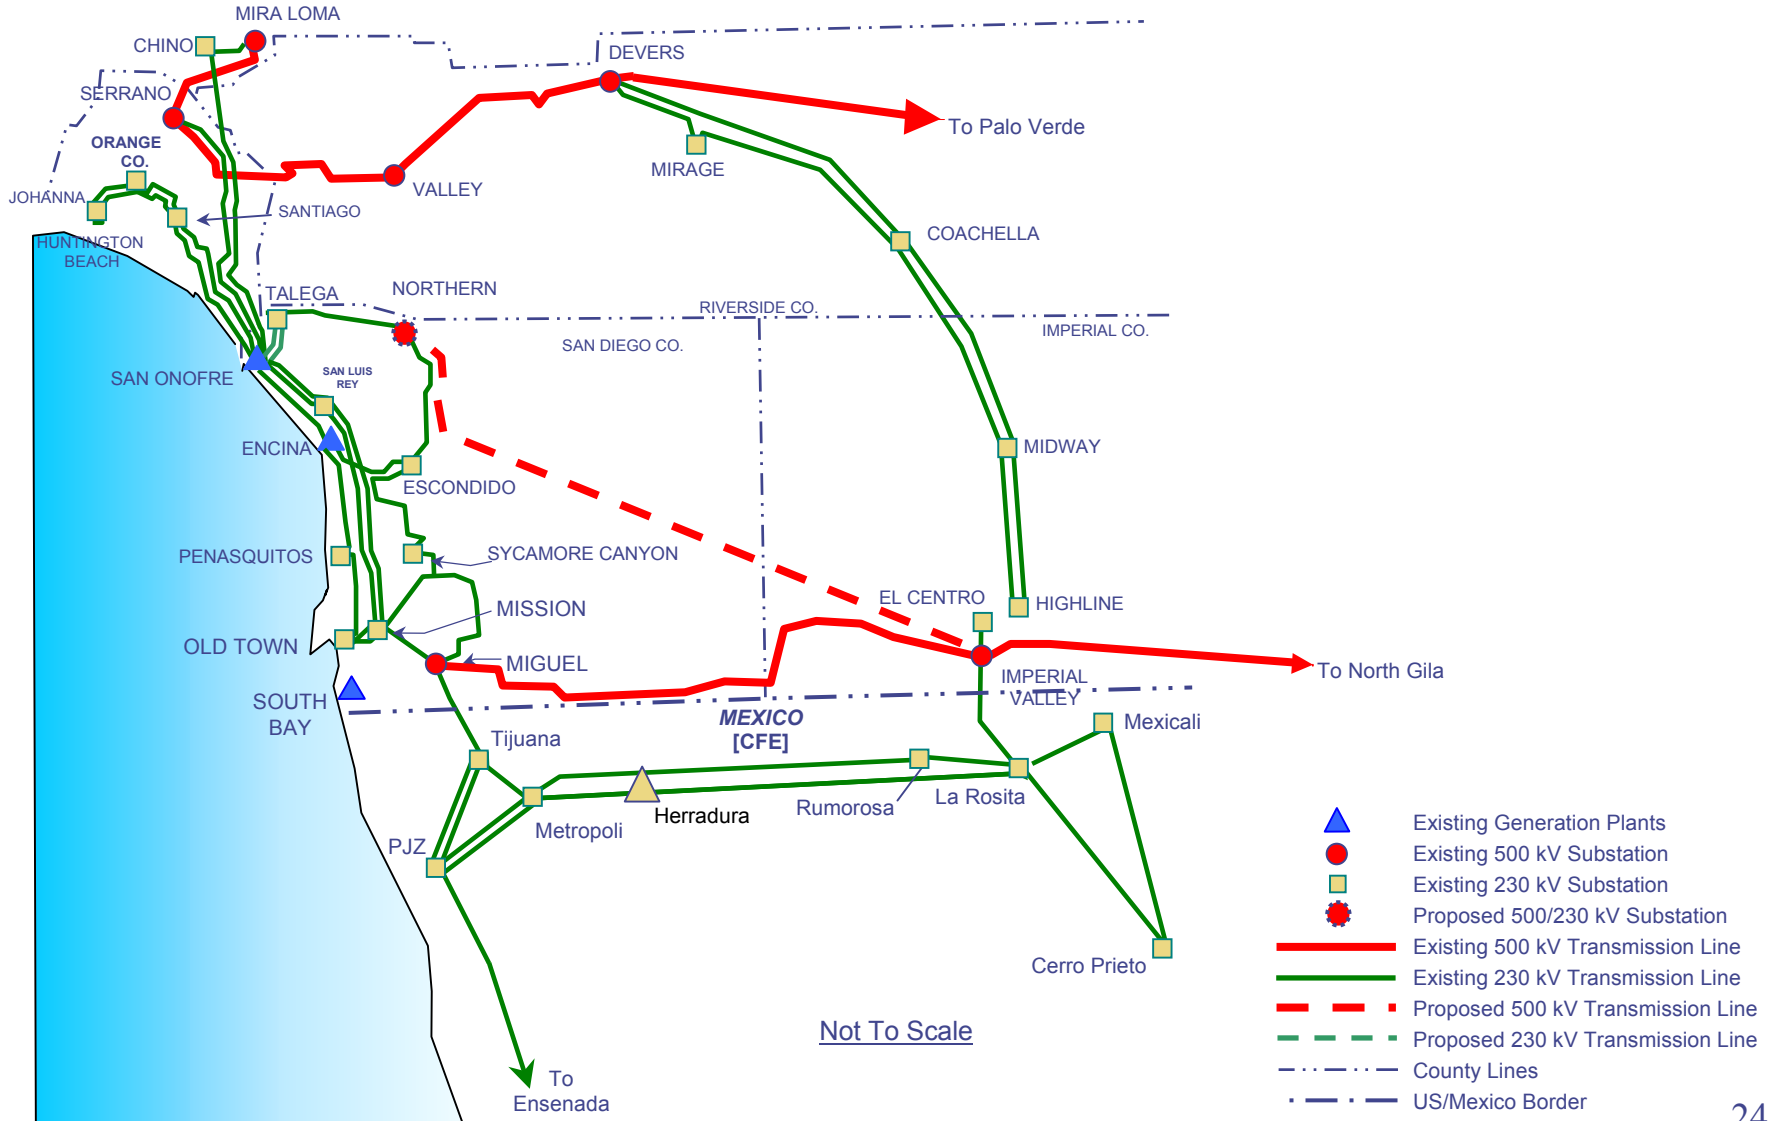 MIRA LOMA
CHINO
DEVERS
SERRANO
To Palo Verde
ORANGE
CO.
MIRAGE
VALLEY
JOHANNA
SANTIAGO
COACHELLA
HUNTINGTON
BEACH
TALEGA
NORTHERN
RIVERSIDE CO.
IMPERIAL CO.
SAN DIEGO CO.
SAN ONOFRE
SAN LUIS
REY
ENCINA
MIDWAY
ESCONDIDO
PENASQUITOS
SYCAMORE CANYON
EL CENTRO
HIGHLINE
MISSION
OLD TOWN
MIGUEL
To North Gila
IMPERIAL
VALLEY
SOUTH
BAY
MEXICO
[CFE]
Mexicali
Tijuana
Rumorosa
La Rosita
Herradura
Metropoli
PJZ
Cerro Prieto
Not To Scale
To
Ensenada
Existing Generation Plants
Existing 500 kV Substation
Existing 230 kV Substation
Proposed 500/230 kV Substation
Existing 500 kV Transmission Line
Existing 230 kV Transmission Line
Proposed 500 kV Transmission Line
Proposed 230 kV Transmission Line
County Lines
US/Mexico Border
24